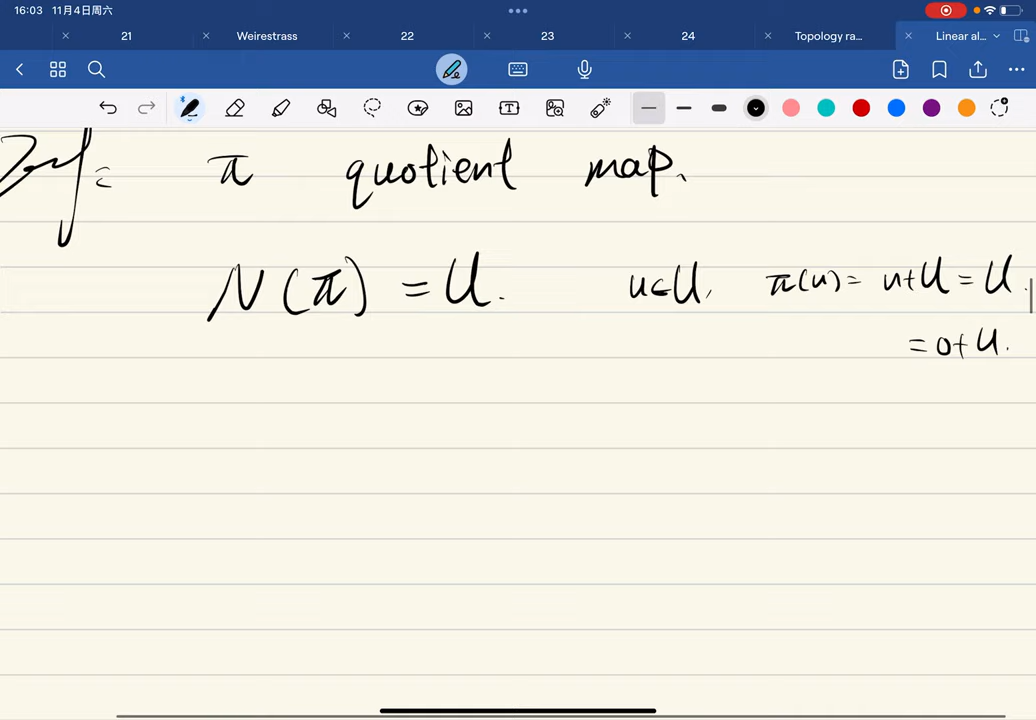 16:03 11月4日周六
21 Weirestrass 22 23 24 Topology ra... Linear al...
π quotient map.
N(π) = U. u∈U, π(u) = u+U = U.
= 0+U.